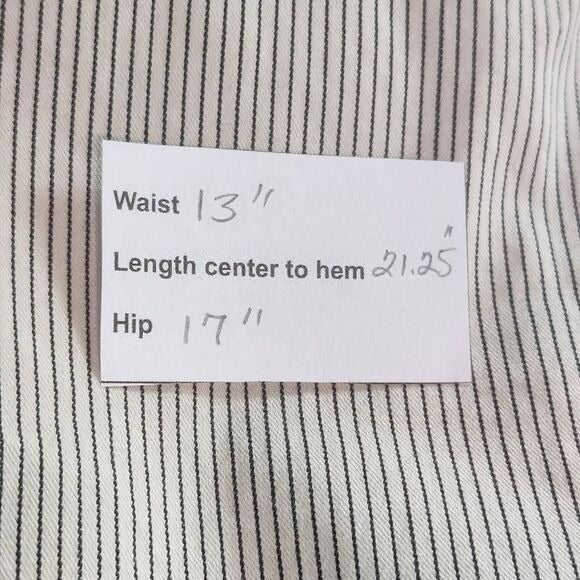 Waist 13"
Length center to hem 21.25"
Hip 17"